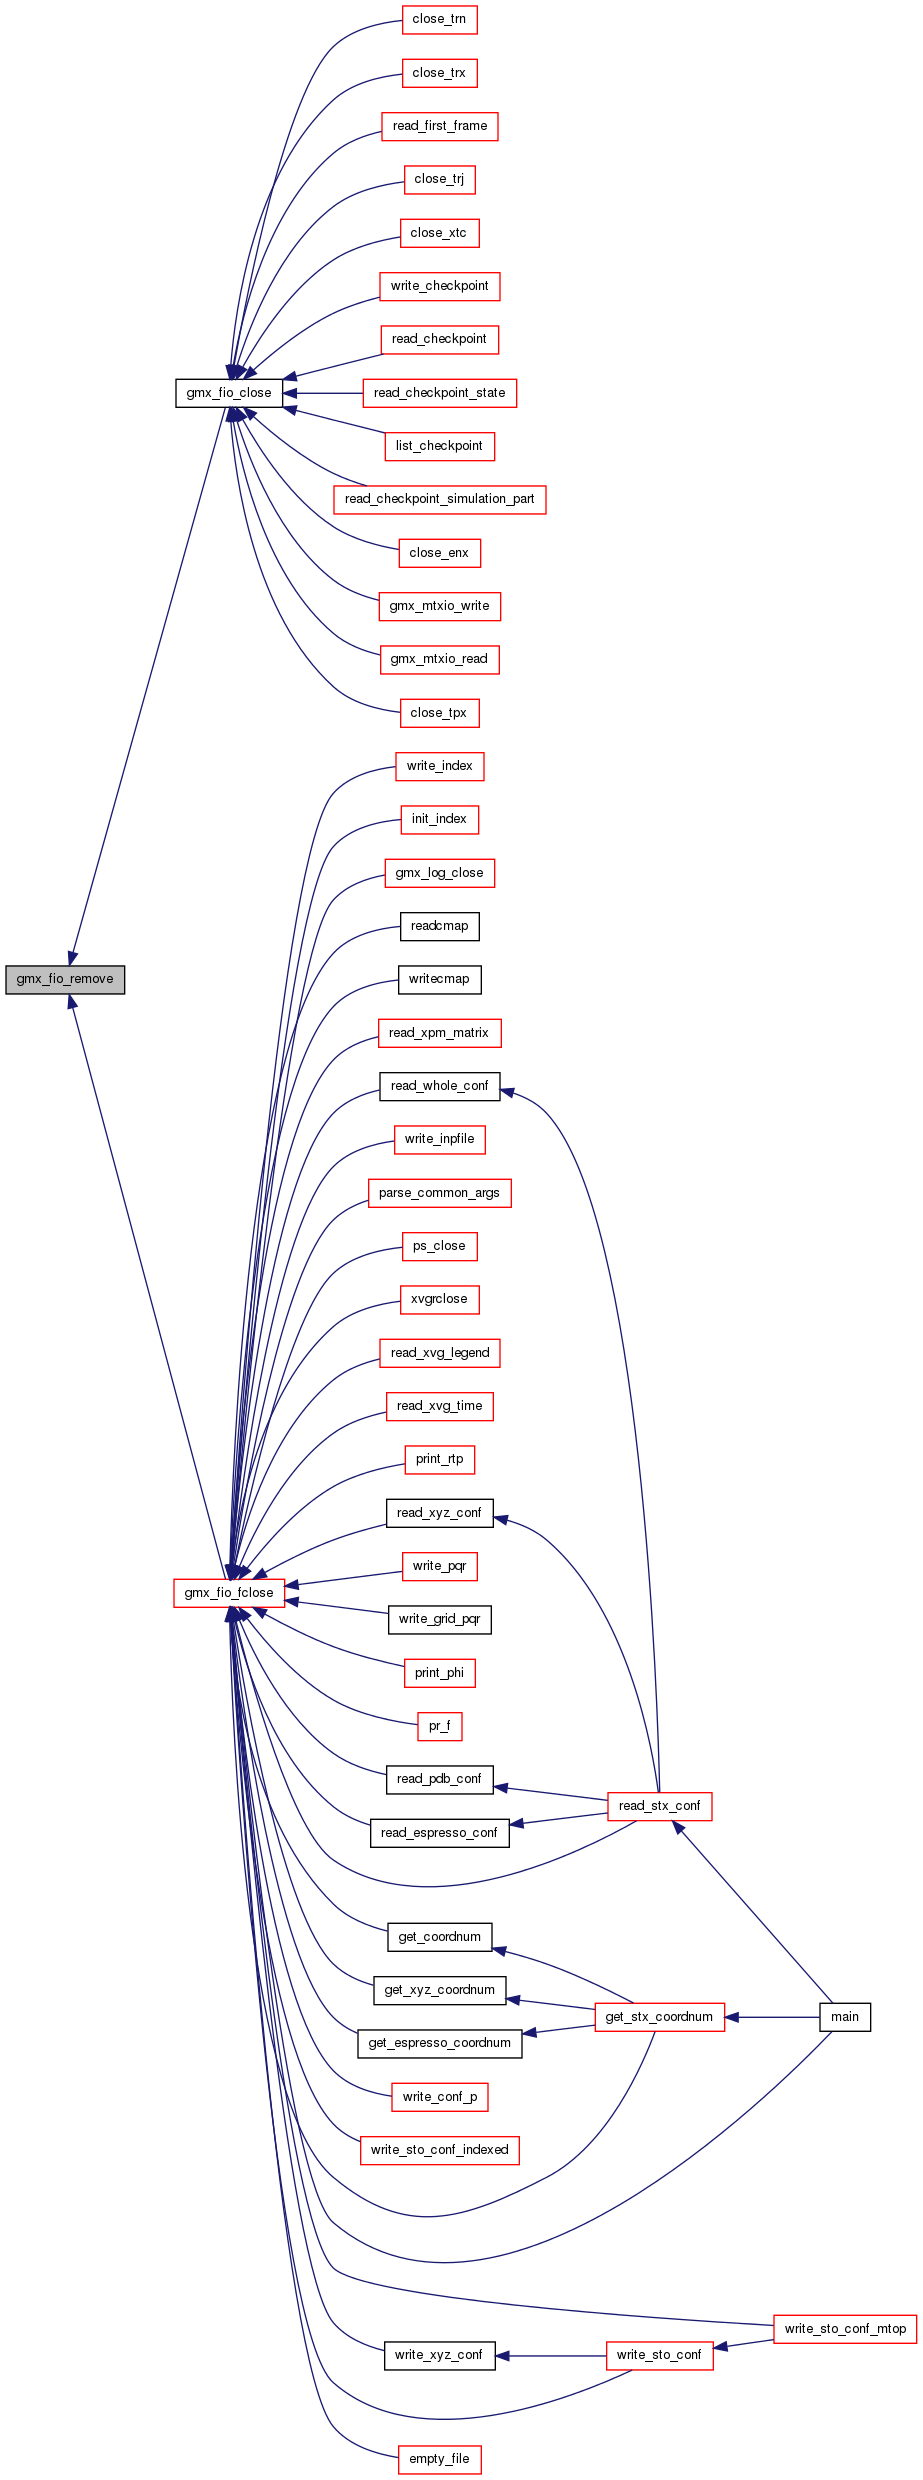 close_trn
close_trx
read_first_frame
close_trj
close_xtc
write_checkpoint
read_checkpoint
gmx_fio_close
read_checkpoint_state
list_checkpoint
read_checkpoint_simulation_part
close_enx
gmx_mtxio_write
gmx_mtxio_read
close_tpx
write_index
init_index
gmx_log_close
readcmap
gmx_fio_remove
writecmap
read_xpm_matrix
read_whole_conf
write_inpfile
parse_common_args
ps_close
xvgrclose
read_xvg_legend
read_xvg_time
print_rtp
read_xyz_conf
write_pqr
gmx_fio_fclose
write_grid_pqr
print_phi
pr_f
read_pdb_conf
read_stx_conf
read_espresso_conf
get_coordnum
get_xyz_coordnum
get_stx_coordnum
main
get_espresso_coordnum
write_conf_p
write_sto_conf_indexed
write_sto_conf_mtop
write_xyz_conf
write_sto_conf
empty_file